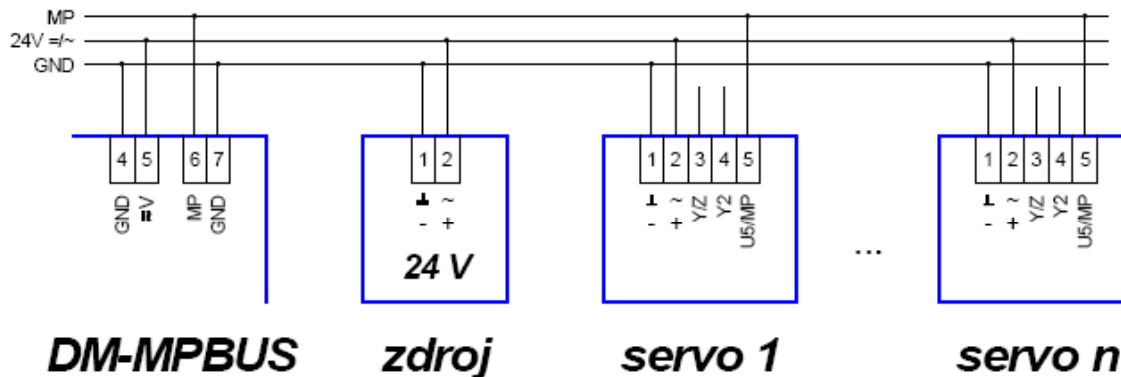 MP
24V =/~
GND
4 5 6 7
1 2
1 2 3 4 5
1 2 3 4 5
GND
V
MP
GND
~
- +
24 V
~
- +
Y/Z
Y2
U5/MP
...
~
- +
Y/Z
Y2
U5/MP
DM-MPBUS zdroj servo 1 servo n